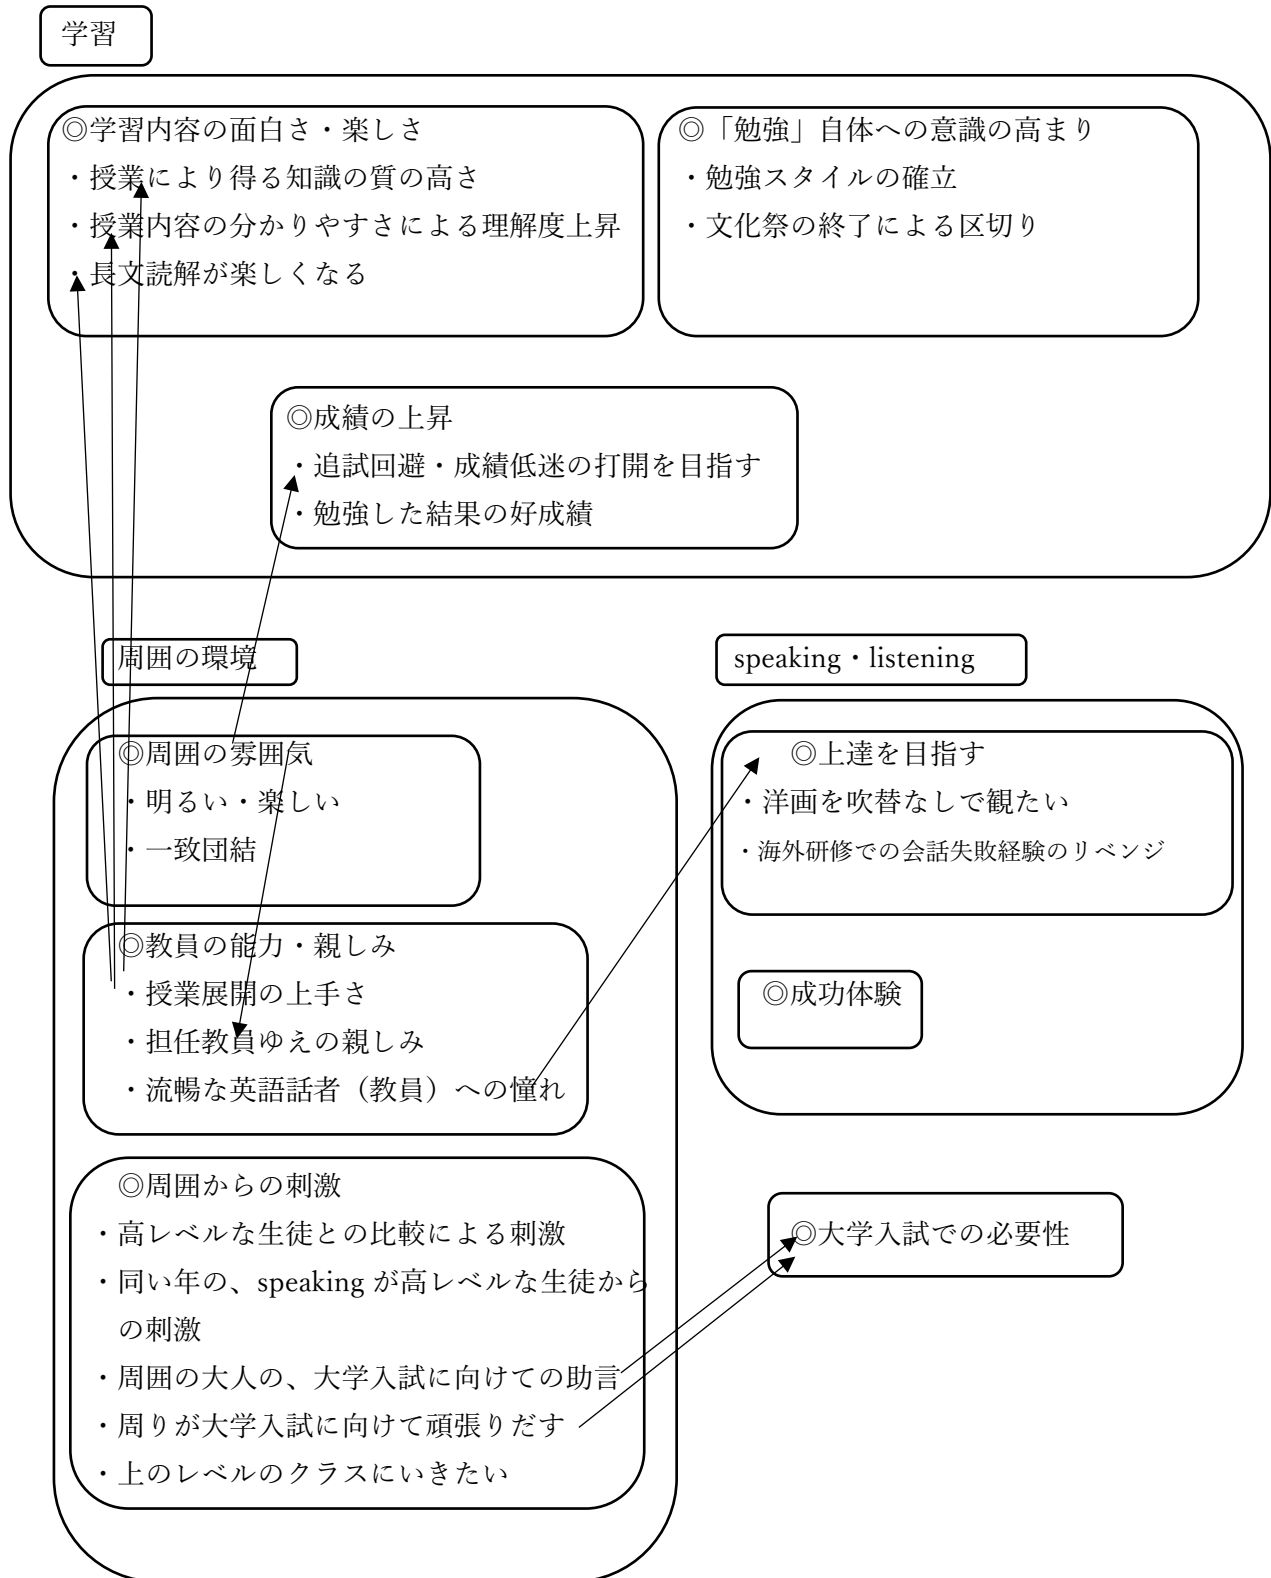 学習
◎学習内容の面白さ・楽しさ
・授業により得る知識の質の高さ
・授業内容の分かりやすさによる理解度上昇
・長文読解が楽しくなる
◎「勉強」自体への意識の高まり
・勉強スタイルの確立
・文化祭の終了による区切り
◎成績の上昇
・追試回避・成績低迷の打開を目指す
・勉強した結果の好成績
周囲の環境
◎周囲の雰囲気
・明るい・楽しい
・一致団結
◎教員の能力・親しみ
・授業展開の上手さ
・担任教員ゆえの親しみ
・流暢な英語話者（教員）への憧れ
◎周囲からの刺激
・高レベルな生徒との比較による刺激
・同い年の、speaking が高レベルな生徒から
の刺激
・周囲の大人の、大学入試に向けての助言
・周りが大学入試に向けて頑張りだす
・上のレベルのクラスにいきたい
speaking・listening
◎上達を目指す
・洋画を吹替なしで観たい
・海外研修での会話失敗経験のリベンジ
◎成功体験
◎大学入試での必要性